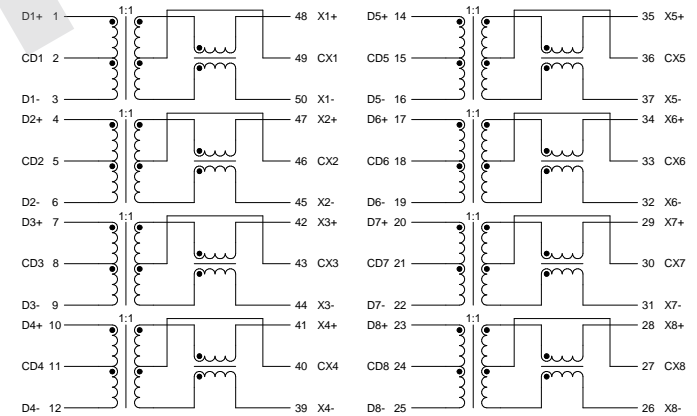 D1+ 1 1:1 48 X1+
CD1 2 49 CX1
D1- 3 50 X1-
D2+ 4 1:1 47 X2+
CD2 5 46 CX2
D2- 6 45 X2-
D3+ 7 1:1 42 X3+
CD3 8 43 CX3
D3- 9 44 X3-
D4+ 10 1:1 41 X4+
CD4 11 40 CX4
D4- 12 39 X4-
D5+ 14 1:1 35 X5+
CD5 15 36 CX5
D5- 16 37 X5-
D6+ 17 1:1 34 X6+
CD6 18 33 CX6
D6- 19 32 X6-
D7+ 20 1:1 29 X7+
CD7 21 30 CX7
D7- 22 31 X7-
D8+ 23 1:1 28 X8+
CD8 24 27 CX8
D8- 25 26 X8-